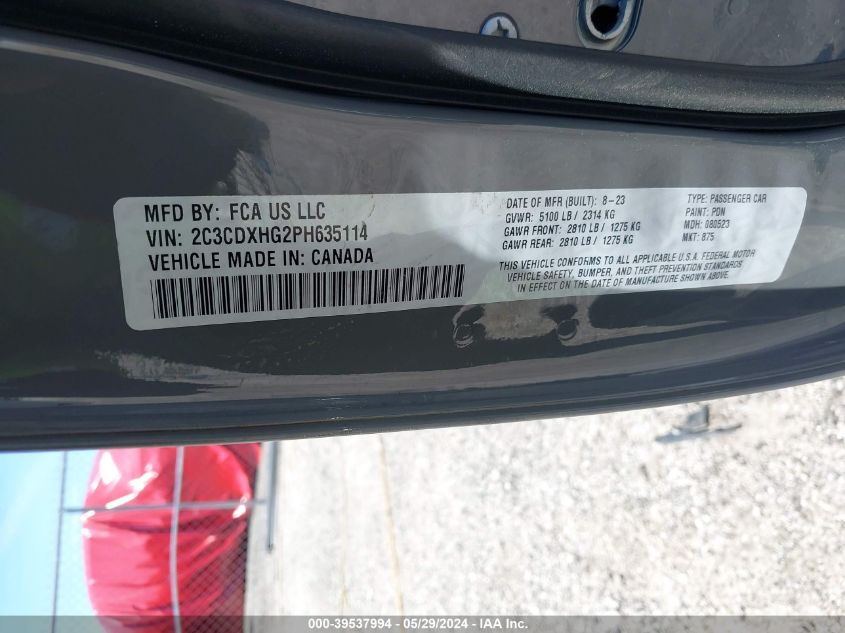 MFD BY: FCA US LLC
VIN: 2C3CDXHG2PH635114
VEHICLE MADE IN: CANADA
DATE OF MFR (BUILT): 8-23
GVWR: 5100 LB / 2314 KG
GAWR FRONT: 2810 LB / 1275 KG
GAWR REAR: 2810 LB / 1275 KG
TYPE: PASSENGER CAR
PAINT: PDN
MDH: 080523
MKT: 875
THIS VEHICLE CONFORMS TO ALL APPLICABLE U.S.A. FEDERAL MOTOR
VEHICLE SAFETY, BUMPER, AND THEFT PREVENTION STANDARDS
IN EFFECT ON THE DATE OF MANUFACTURE SHOWN ABOVE.
000-39537994 - 05/29/2024 - IAA Inc.